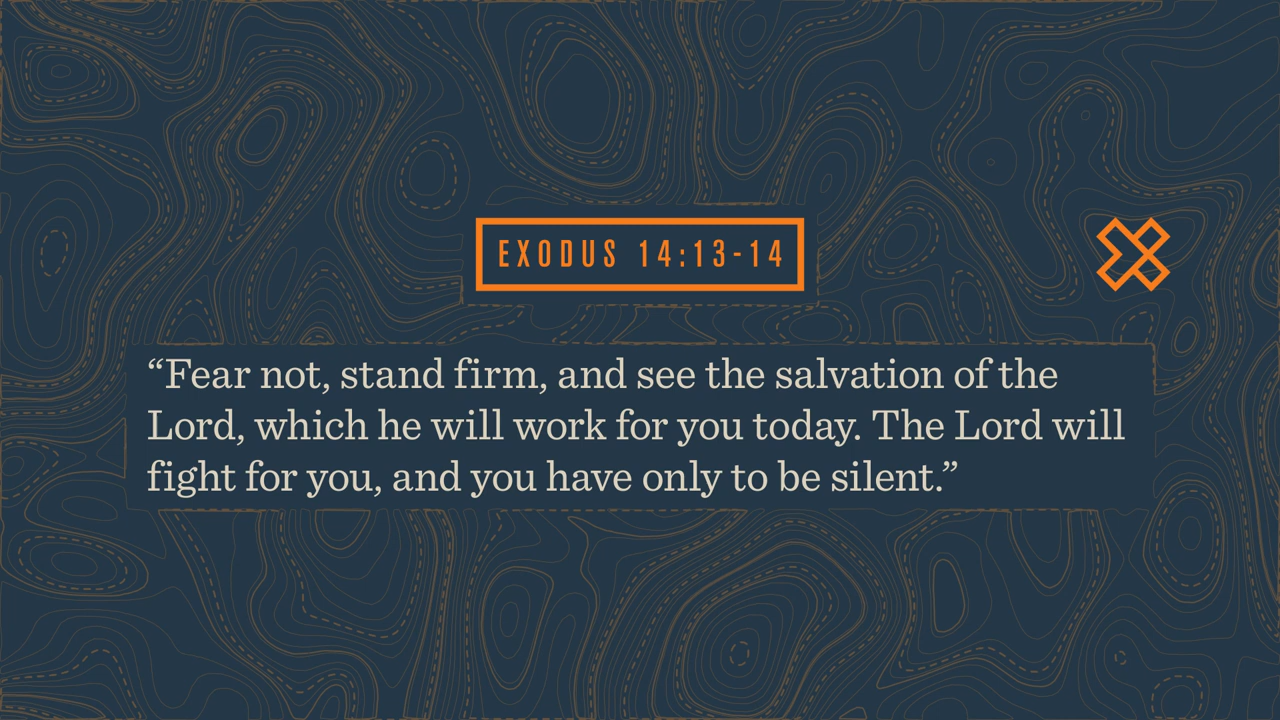 EXODUS 14:13-14
“Fear not, stand firm, and see the salvation of the
Lord, which he will work for you today. The Lord will
fight for you, and you have only to be silent.”